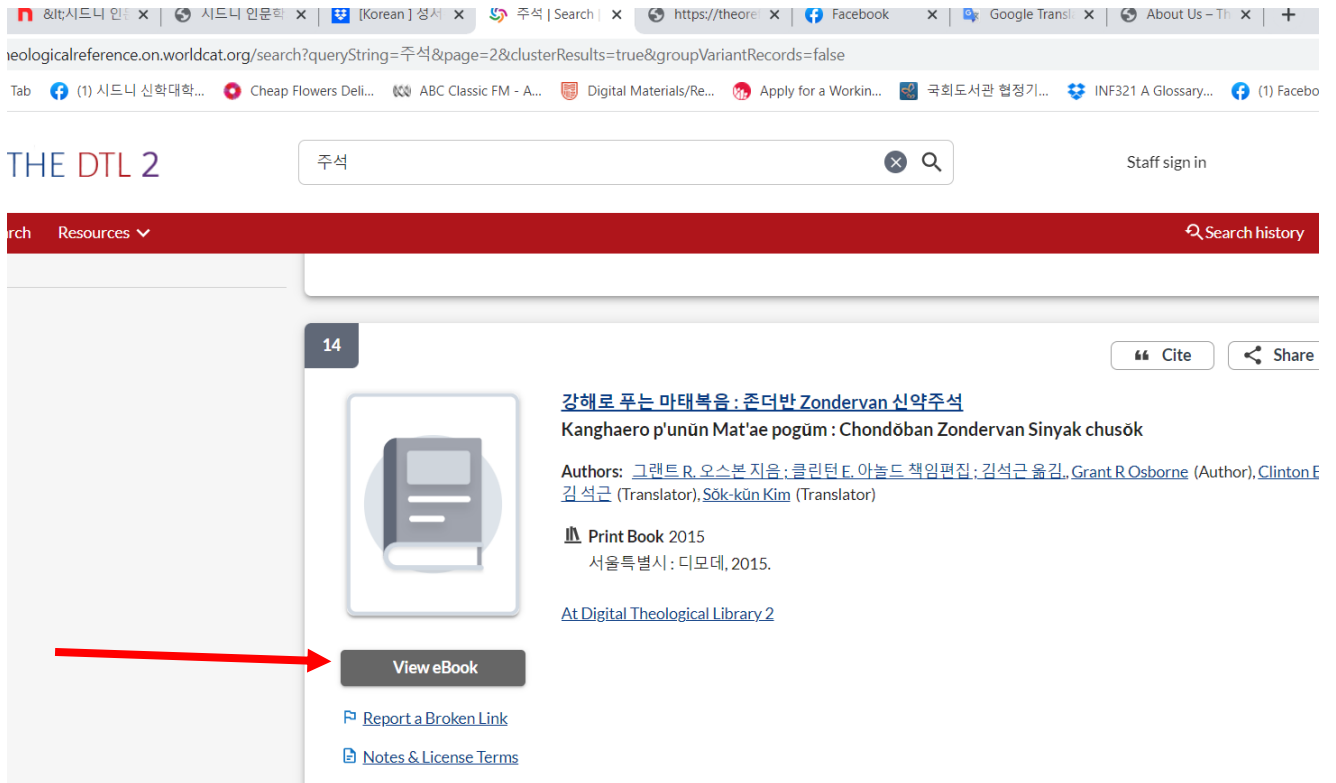 &lt;시드니 인 시드니 인문학 [Korean ] 성서 주석 | Search | https://theore Facebook Google Transl About Us – Th
neologicalreference.on.worldcat.org/search?queryString=주석&page=2&clusterResults=true&groupVariantRecords=false
Tab (1) 시드니 신학대학... Cheap Flowers Deli... ABC Classic FM - A... Digital Materials/Re... Apply for a Workin... 국회도서관 협정기... INF321 A Glossary... (1) Facebo
THE DTL 2 주석 Staff sign in
rch Resources Search history
14
Cite Share
강해로 푸는 마태복음 : 존더반 Zondervan 신약주석
Kanghaero p'unŭn Mat'ae pogŭm : Chondŏban Zondervan Sinyak chusŏk
Authors: 그랜트 R. 오스본 지음 ; 클린턴 E. 아놀드 책임편집 ; 김석근 옮김., Grant R Osborne (Author), Clinton E
김 석근 (Translator), Sŏk-kŭn Kim (Translator)
Print Book 2015
서울특별시 : 디모데, 2015.
At Digital Theological Library 2
View eBook
Report a Broken Link
Notes & License Terms